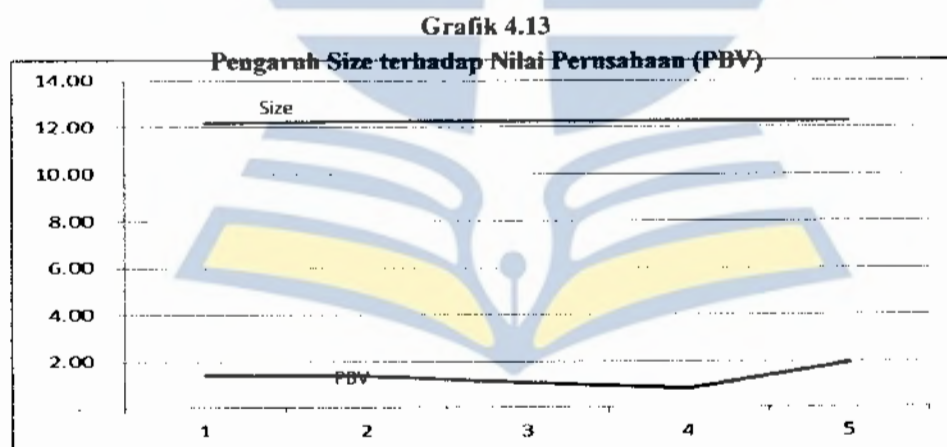 Grafik 4.13
Pengaruh Size terhadap Nilai Perusahaan (PBV)
14.00
Size
12.00
10.00
8.00
6.00
4.00
2.00
PBV
-
1 2 3 4 5